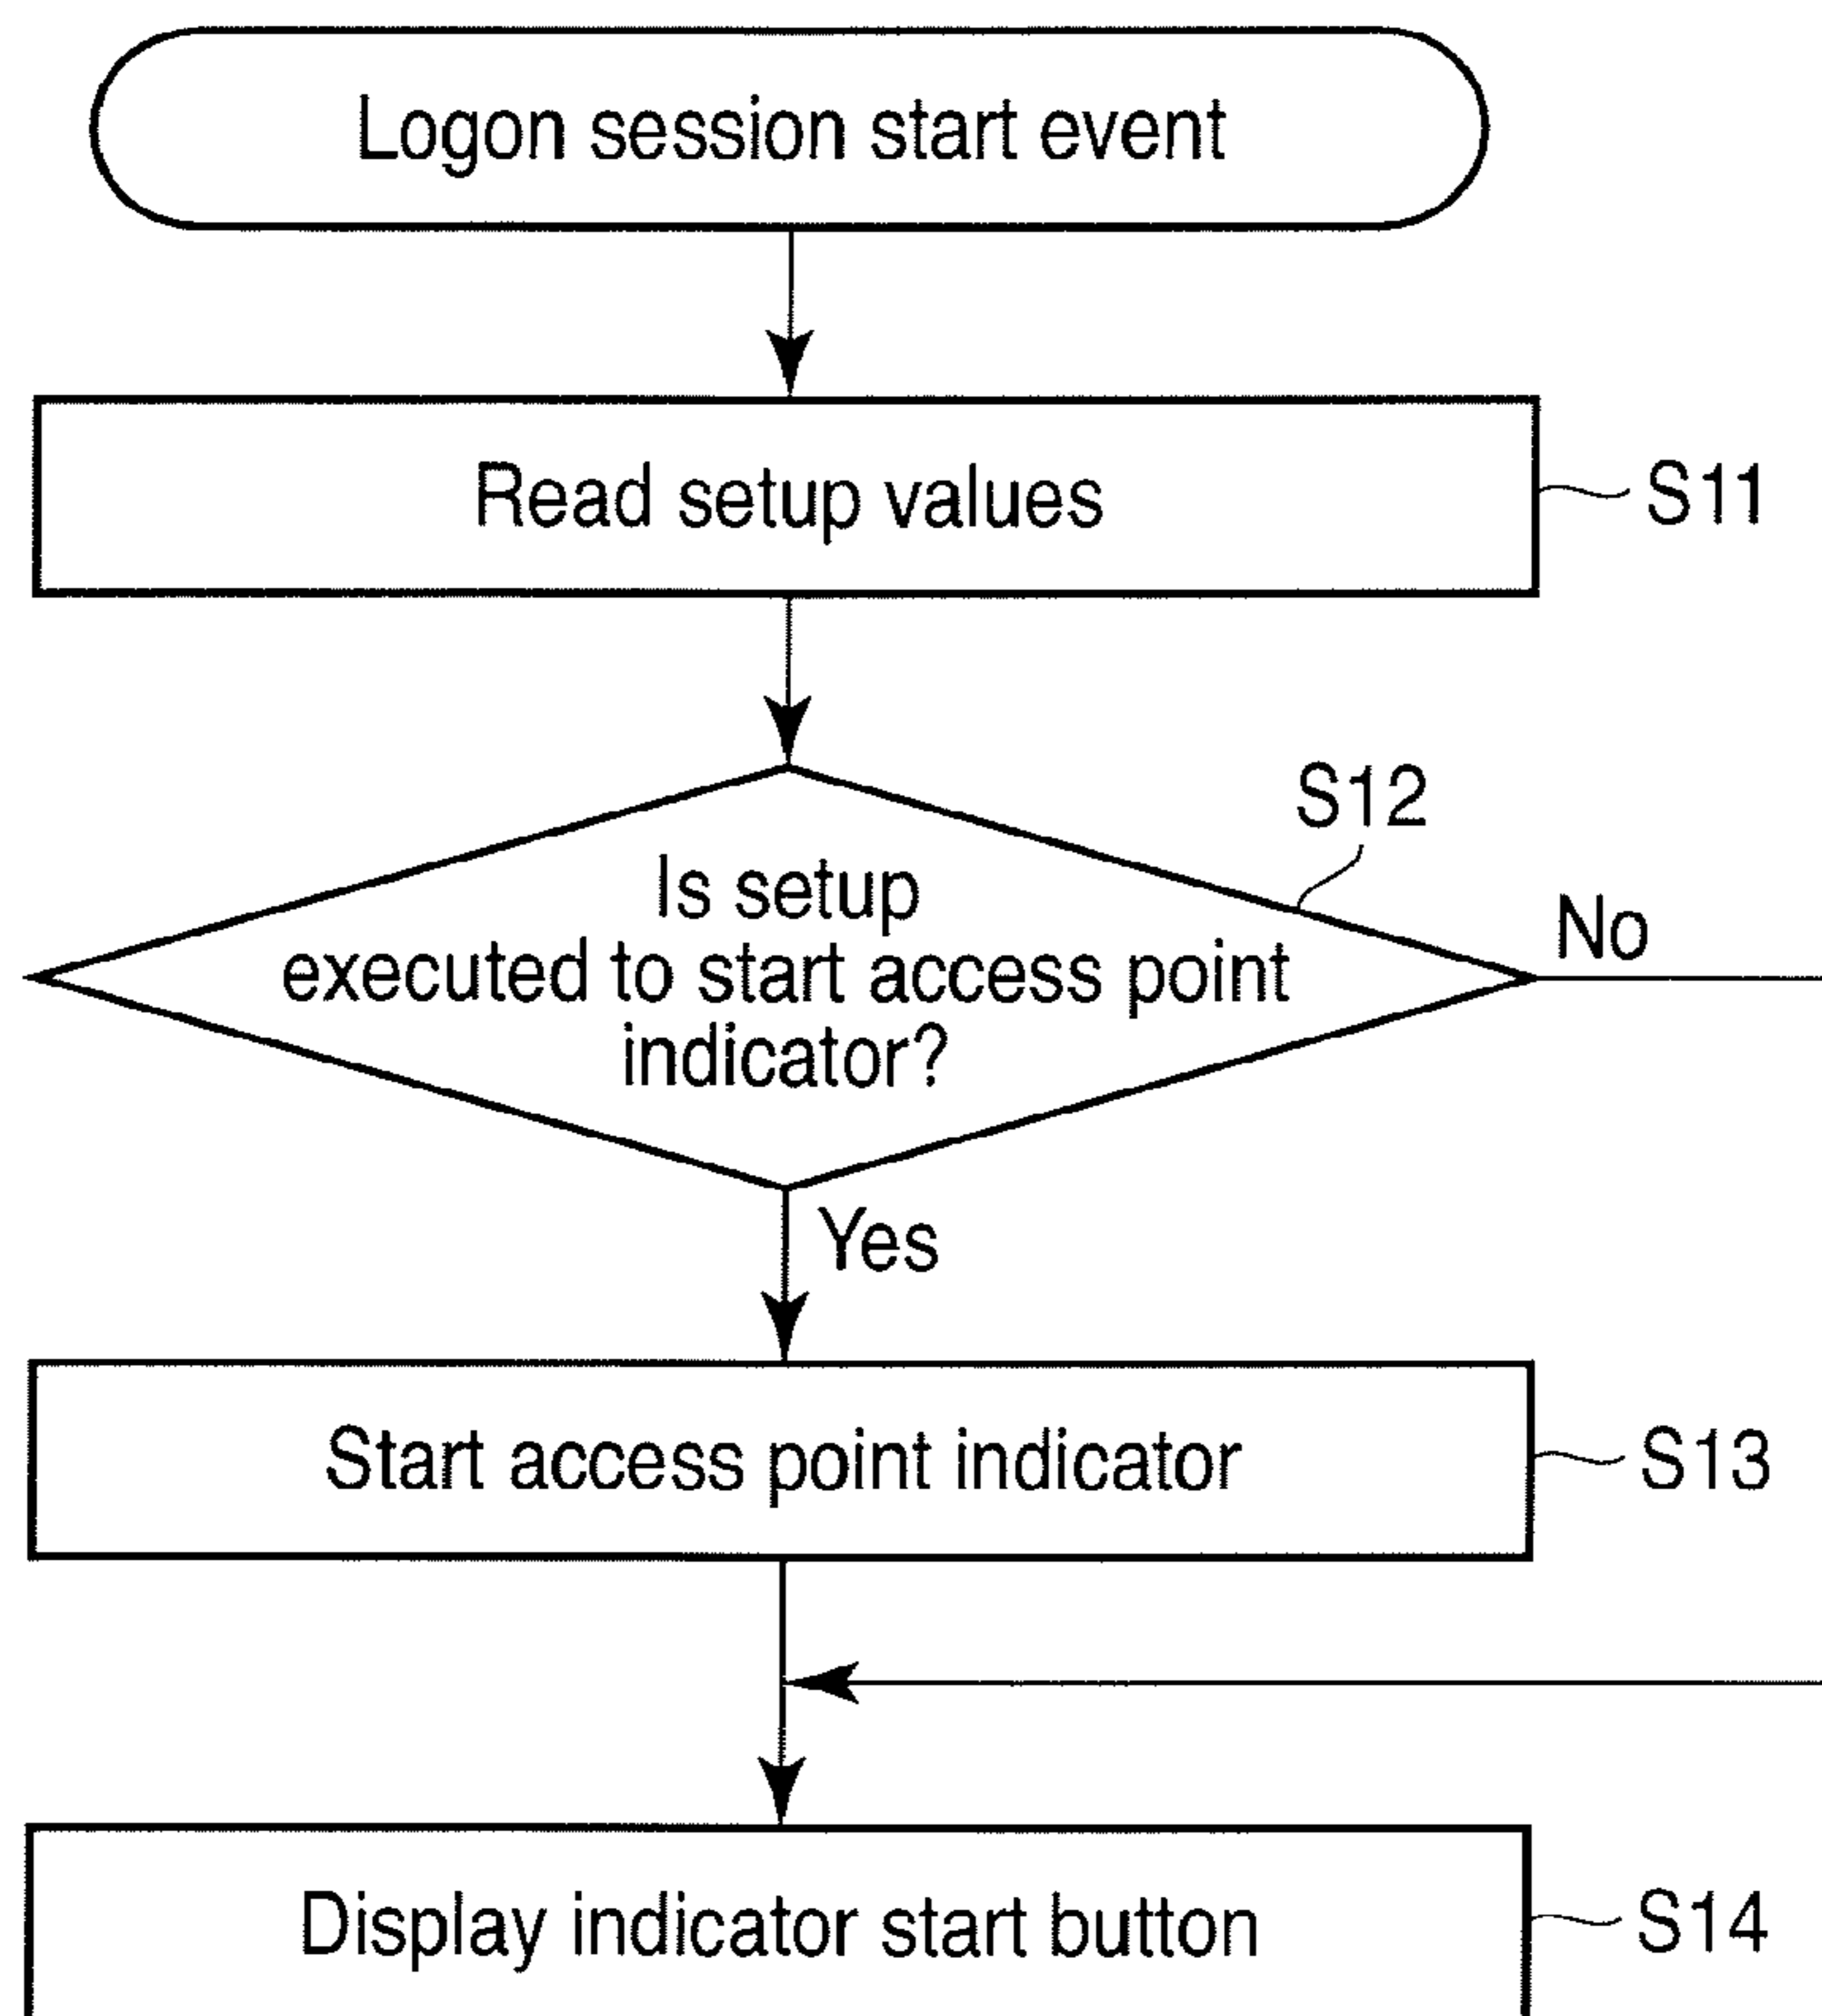 Logon session start event
Read setup values
S11
S12
Is setup
executed to start access point
indicator?
No
Yes
Start access point indicator
S13
Display indicator start button
S14